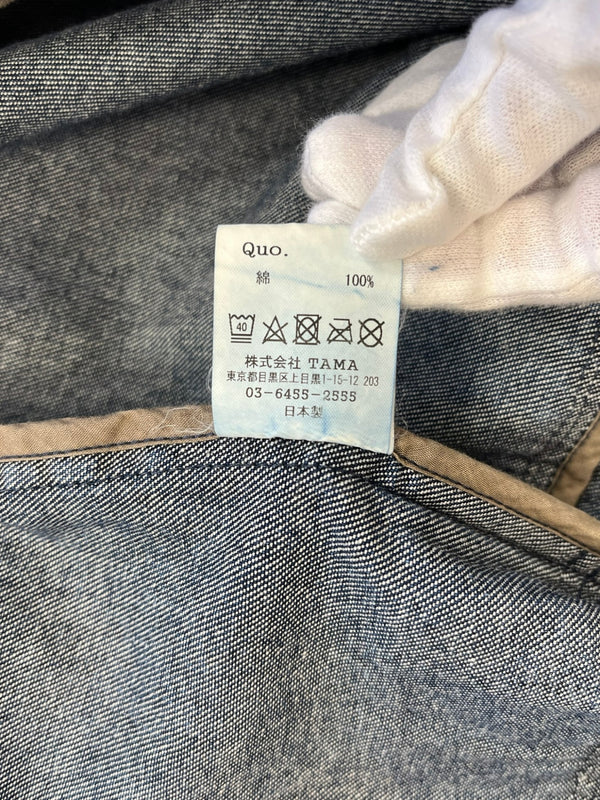 Quo.
綿 100%
40
株式会社 TAMA
東京都目黒区上目黒1-15-12 203
03-6455-2555
日本製